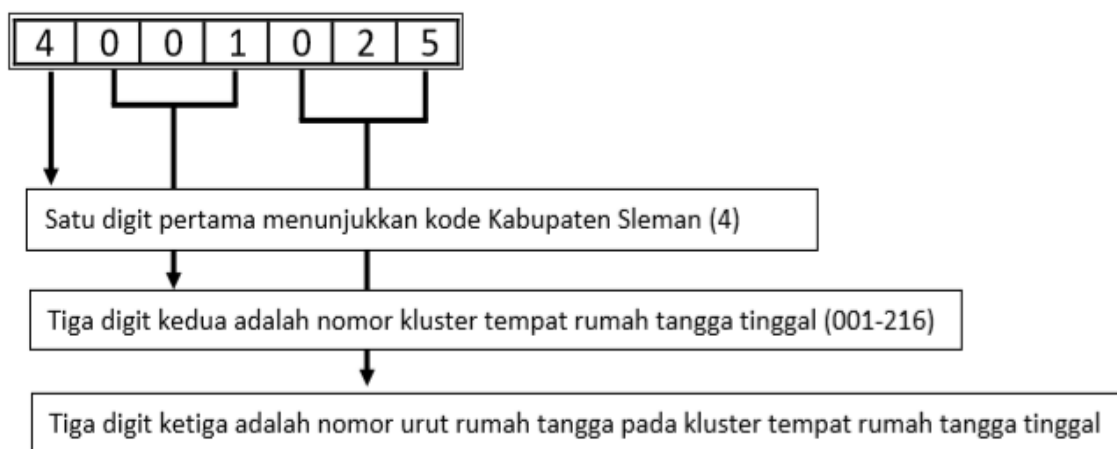 4 0 0 1 0 2 5
Satu digit pertama menunjukkan kode Kabupaten Sleman (4)
Tiga digit kedua adalah nomor kluster tempat rumah tangga tinggal (001-216)
Tiga digit ketiga adalah nomor urut rumah tangga pada kluster tempat rumah tangga tinggal